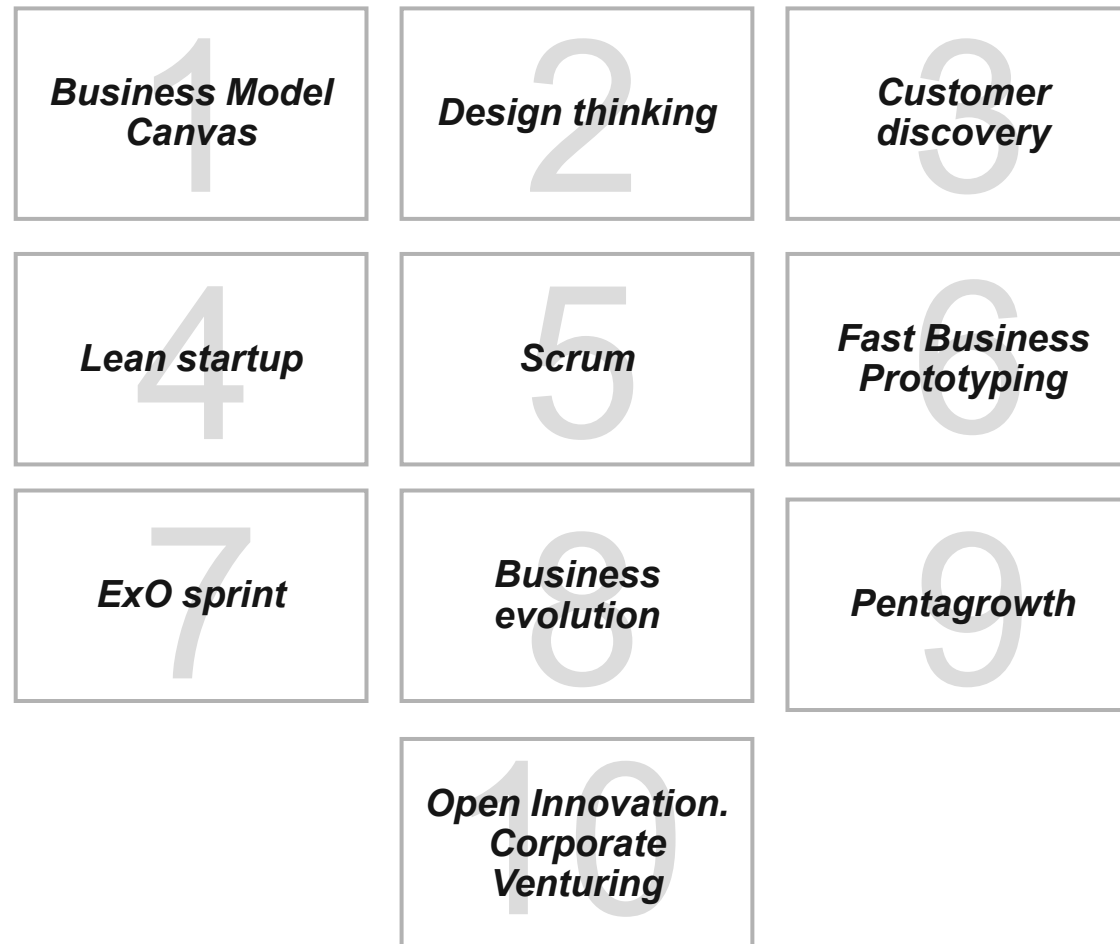 1
Business Model
Canvas
2
Design thinking
3
Customer
discovery
4
Lean startup
5
Scrum
6
Fast Business
Prototyping
7
ExO sprint
8
Business
evolution
9
Pentagrowth
10
Open Innovation.
Corporate
Venturing